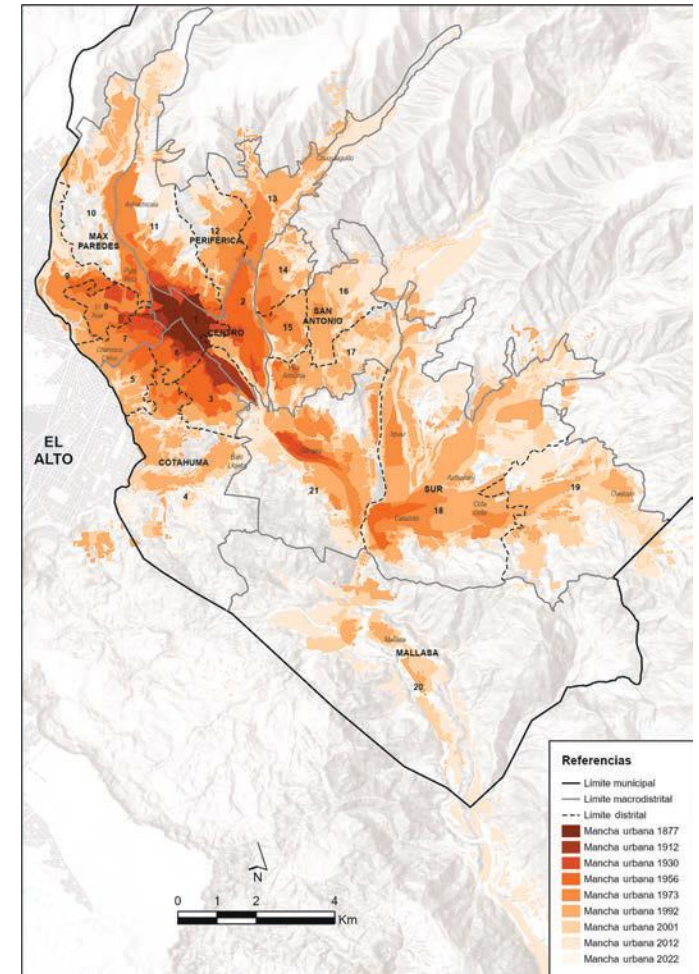 10
MAX
PAREDES
11
12
PERIFERICA
13
14
9
8
7
1
CENTRO
2
16
SAN
ANTONIO
15
17
6
5
3
EL
ALTO
COTAHUMA
4
21
SUR
18
19
MALLASA
Mallasa
20
N
0 1 2 4
Km
Referencias
Límite municipal
Límite macrodistrital
Límite distrital
Mancha urbana 1877
Mancha urbana 1912
Mancha urbana 1930
Mancha urbana 1956
Mancha urbana 1973
Mancha urbana 1992
Mancha urbana 2001
Mancha urbana 2012
Mancha urbana 2022